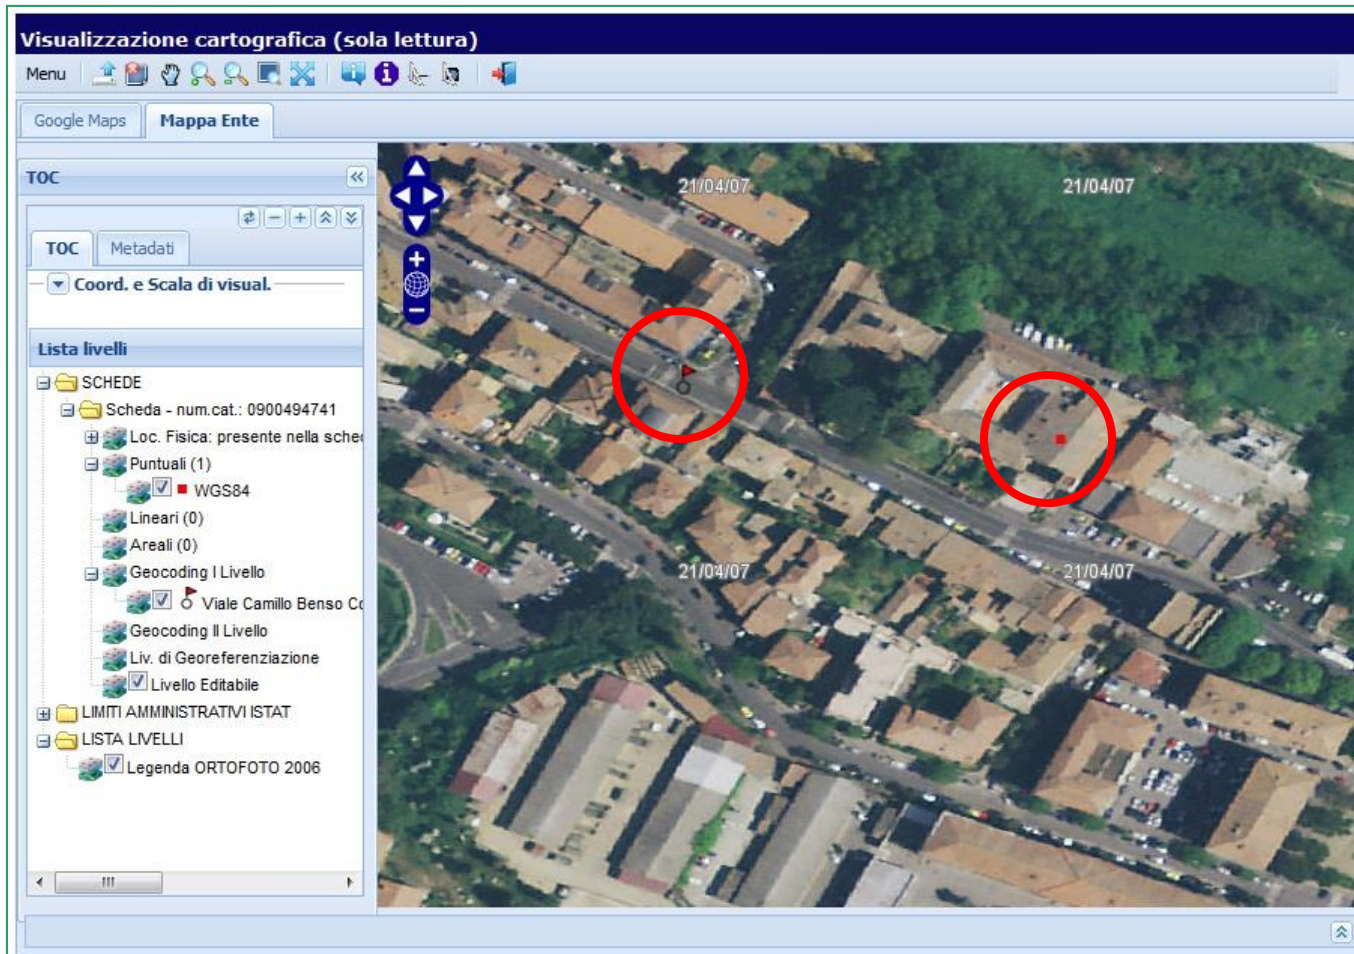 Visualizzazione cartografica (sola lettura)
Menu
Google Maps
Mappa Ente
TOC
TOC
Metadati
Coord. e Scala di visual.
Lista livelli
SCHEDE
Scheda - num.cat.: 0900494741
Loc. Fisica: presente nella sche
Puntuali (1)
WGS84
Lineari (0)
Areali (0)
Geocoding I Livello
Viale Camillo Benso Co
Geocoding II Livello
Liv. di Georeferenziazione
Livello Editabile
LIMITI AMMINISTRATIVI ISTAT
LISTA LIVELLI
Legenda ORTOFOTO 2006
21/04/07
21/04/07
21/04/07
21/04/07